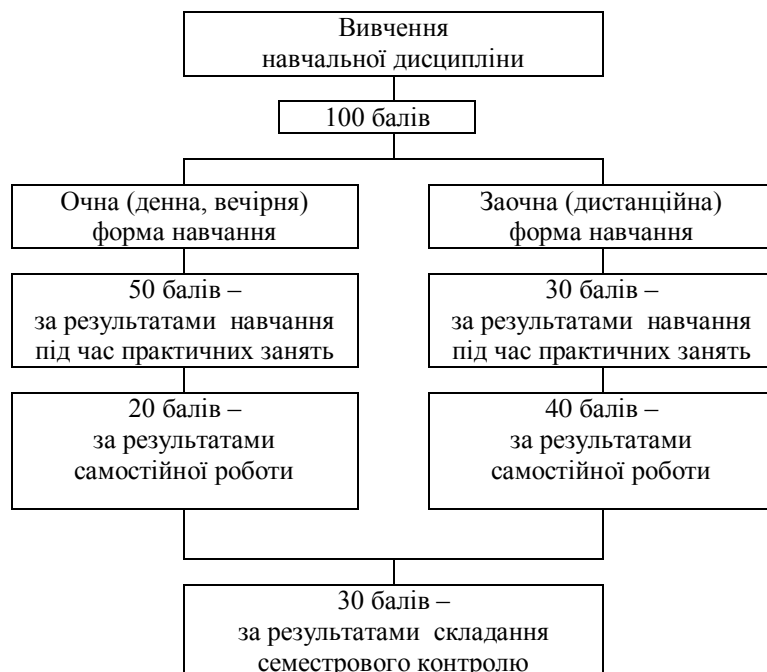 Вивчення
навчальної дисципліни
100 балів
Очна (денна, вечірня)
форма навчання
Заочна (дистанційна)
форма навчання
50 балів –
за результатами навчання
під час практичних занять
30 балів –
за результатами навчання
під час практичних занять
20 балів –
за результатами
самостійної роботи
40 балів –
за результатами
самостійної роботи
30 балів –
за результатами складання
семестрового контролю